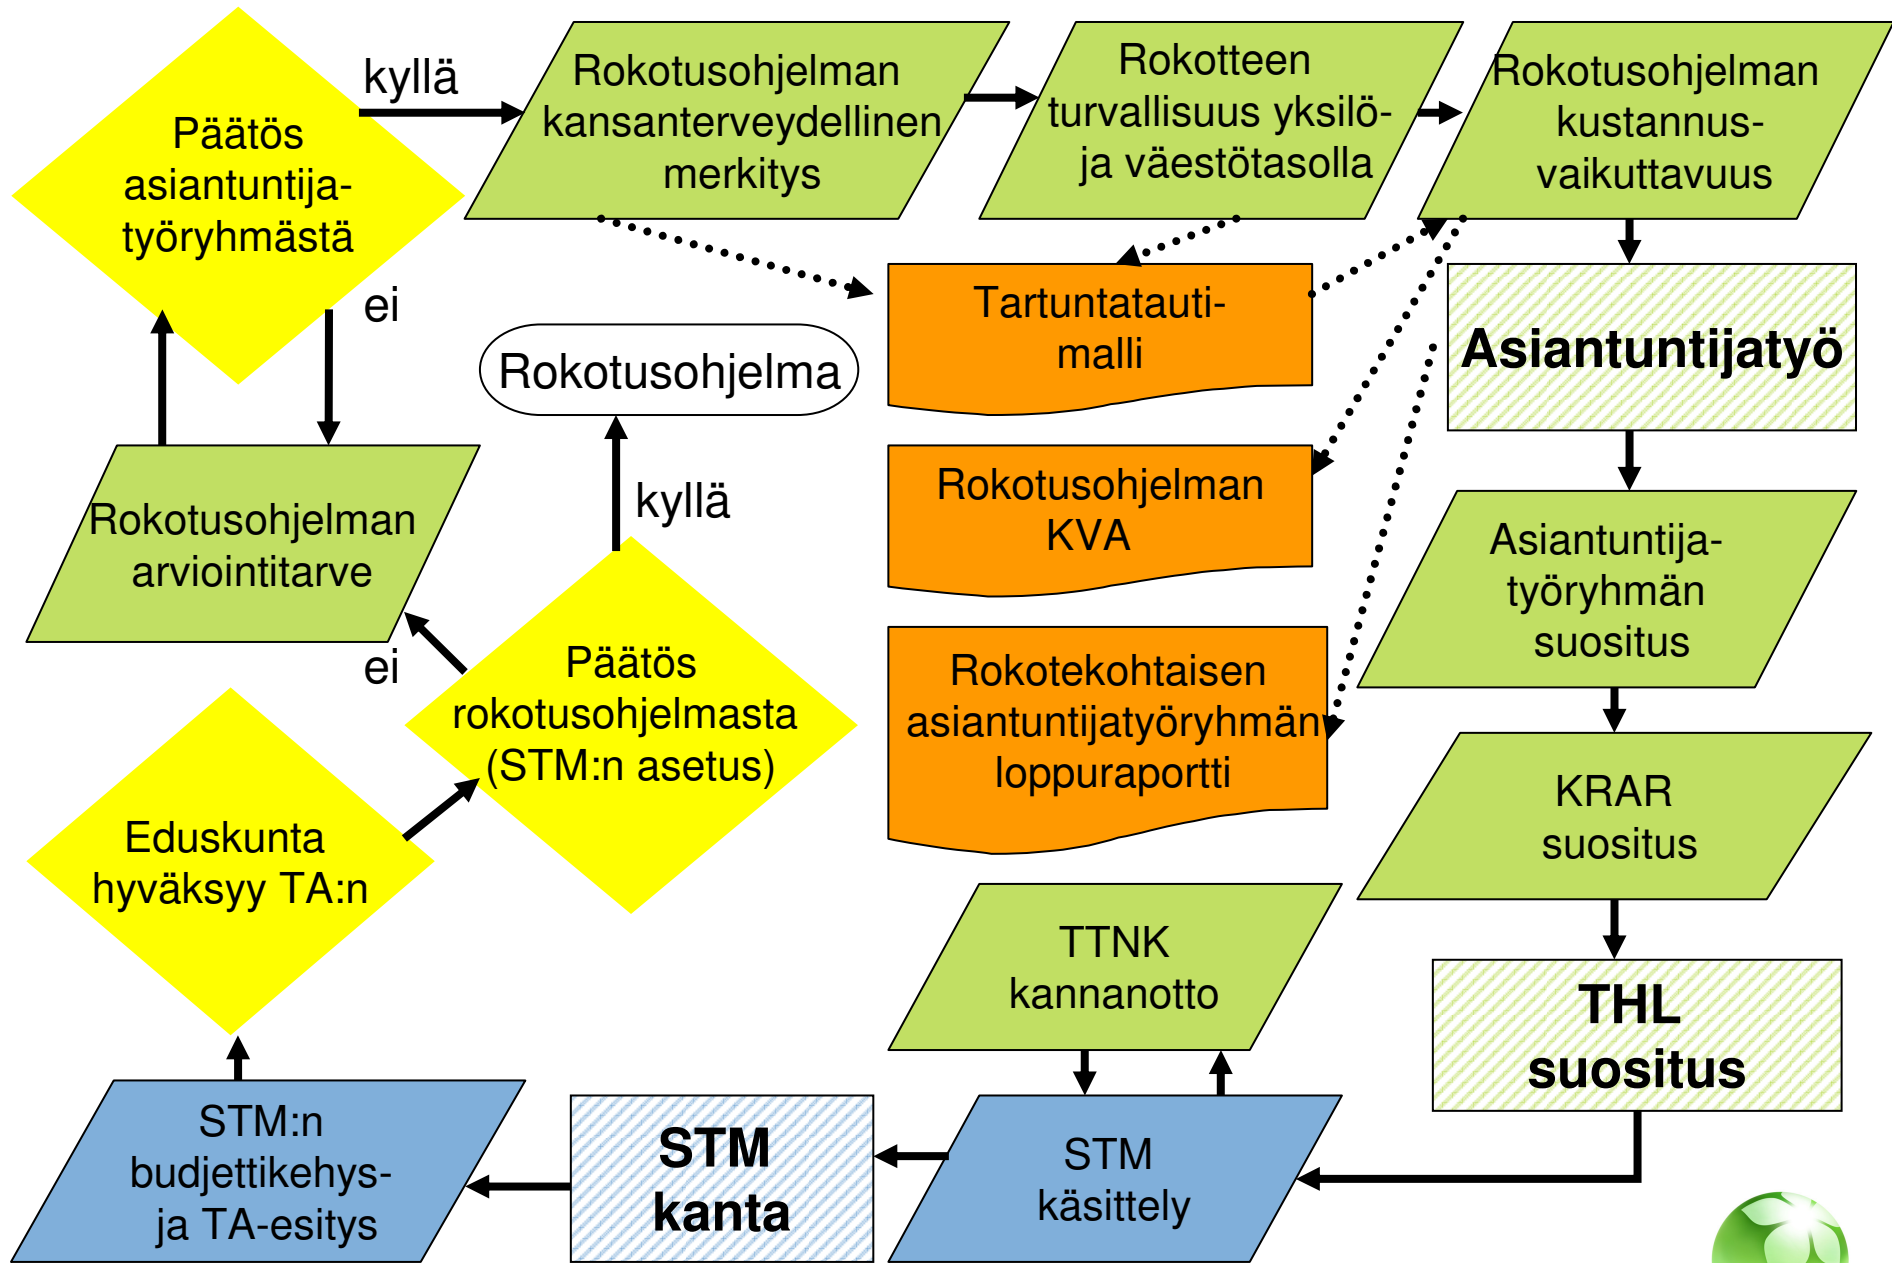 Päätös
asiantuntija-
työryhmästä
kyllä
ei
Rokotusohjelman
kansanterveydellinen
merkitys
Rokotteen
turvallisuus yksilö-
ja väestötasolla
Rokotusohjelman
kustannus-
vaikuttavuus
Tartuntatauti-
malli
Asiantuntijatyö
Rokotusohjelma
kyllä
Rokotusohjelman
arviointitarve
Rokotusohjelman
KVA
Asiantuntija-
työryhmän
suositus
ei
Päätös
rokotusohjelmasta
(STM:n asetus)
Rokotekohtaisen
asiantuntijatyöryhmän
loppuraportti
KRAR
suositus
Eduskunta
hyväksyy TA:n
TTNK
kannanotto
THL
suositus
STM:n
budjettikehys-
ja TA-esitys
STM
kanta
STM
käsittely